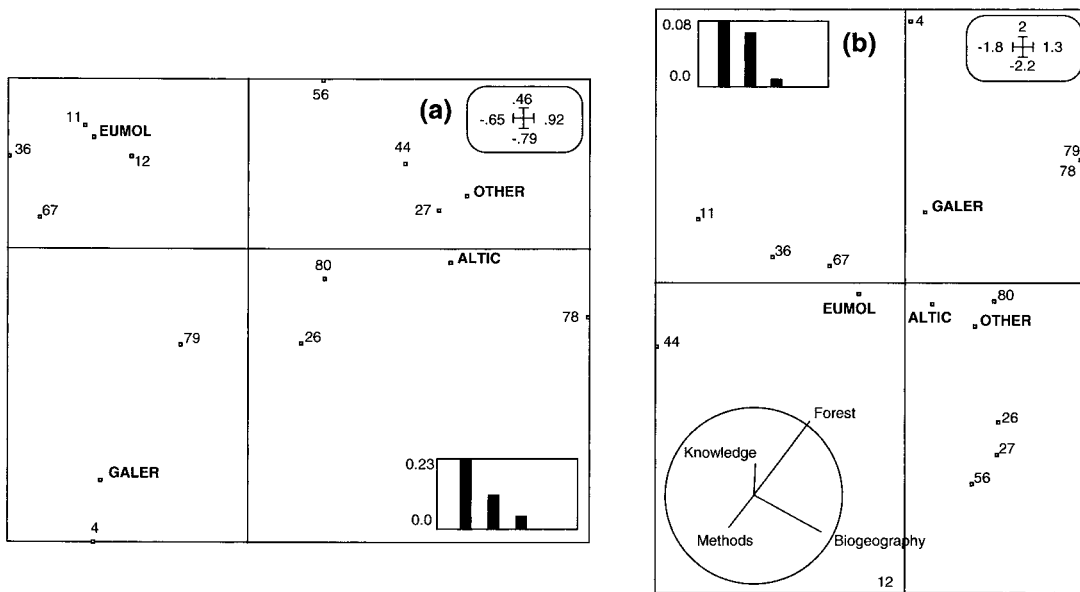 (a)
.46
-.65 .92
-.79
56
11
EUMOL
36
12
44
67
OTHER
27
ALTIC
80
78
79
26
GALER
4
0.23
0.0
(b)
0.08
0.0
4
2
-1.8 1.3
-2.2
79
78
11
GALER
36
67
EUMOL
80
ALTIC
OTHER
44
Forest
26
Knowledge
27
56
Methods
Biogeography
12